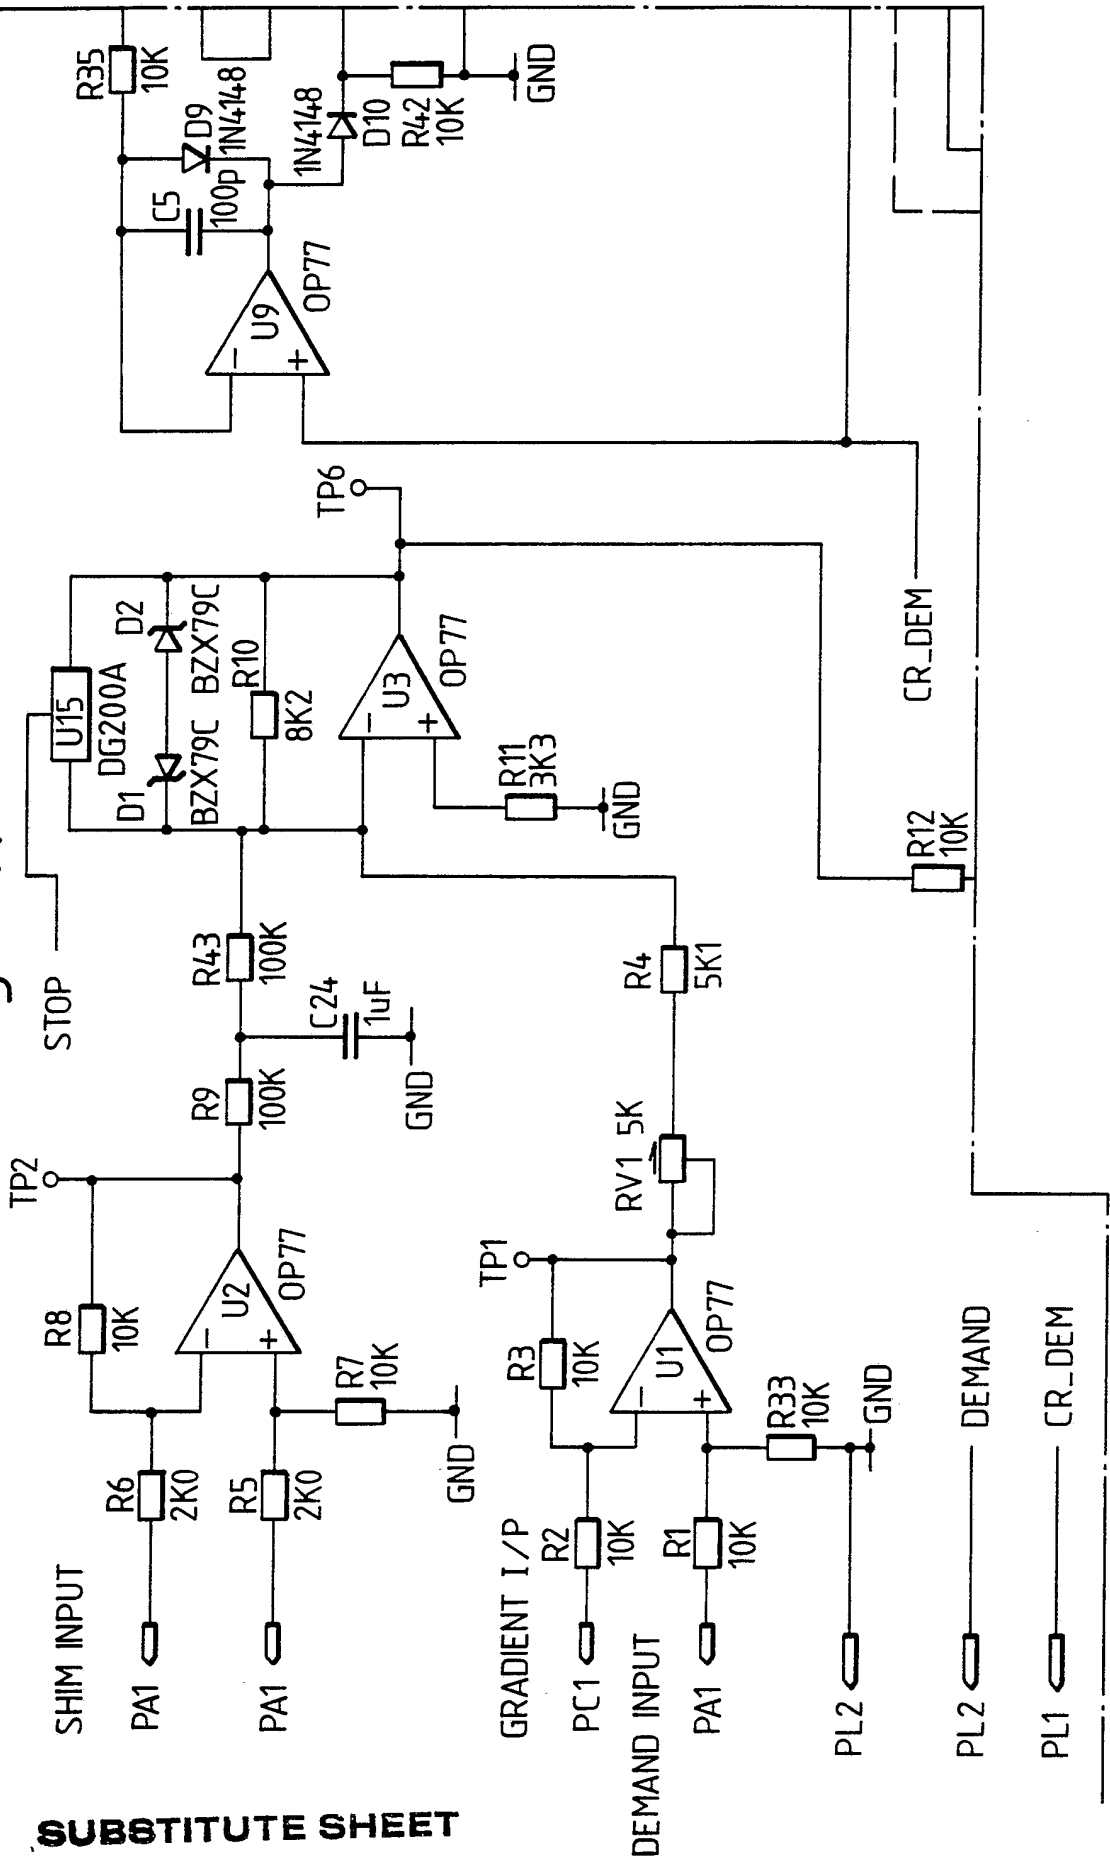 R35
10K
D9
1N4148
C5
100p
1N4148
D10
R42
10K
GND
U9
−
+
OP77
TP6
U15
DG200A
D1
BZX79C
D2
BZX79C
R10
8K2
U3
−
+
OP77
R11
3K3
GND
CR_DEM
R12
10K
STOP
R43
100K
C24
1uF
GND
R9
100K
R4
5K1
RV1 5K
TP2
R8
10K
U2
−
+
OP77
R7
10K
GND
TP1
R3
10K
U1
−
+
OP77
R33
10K
GND
SHIM INPUT
PA1
R6
2K0
PA1
R5
2K0
GRADIENT I/P
PC1
R2
10K
DEMAND INPUT
PA1
R1
10K
PL2
PL2
DEMAND
PL1
CR_DEM
SUBSTITUTE SHEET